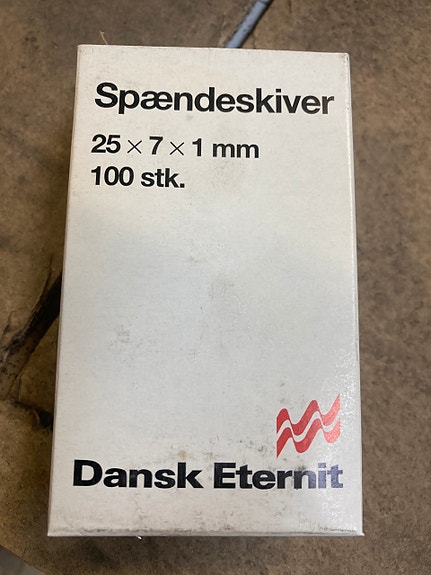 Spændeskiver
25 × 7 × 1 mm
100 stk.
Dansk Eternit